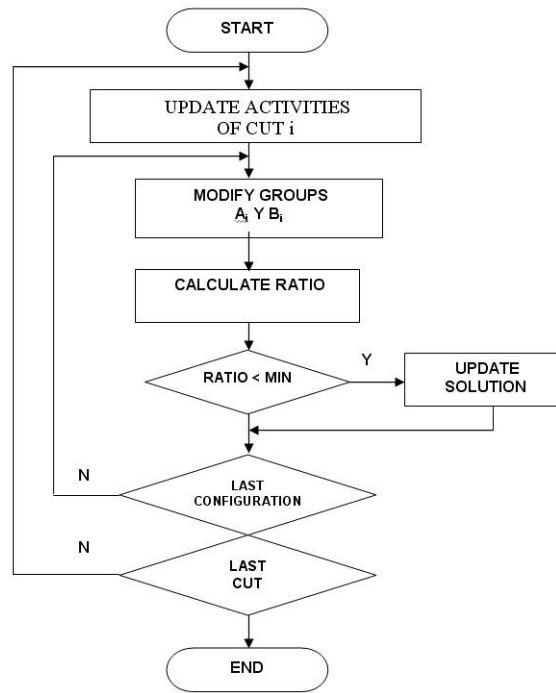 START
UPDATE ACTIVITIES
OF CUT i
MODIFY GROUPS
Ai Y Bi
CALCULATE RATIO
RATIO < MIN
Y
UPDATE
SOLUTION
N
LAST
CONFIGURATION
N
LAST
CUT
END